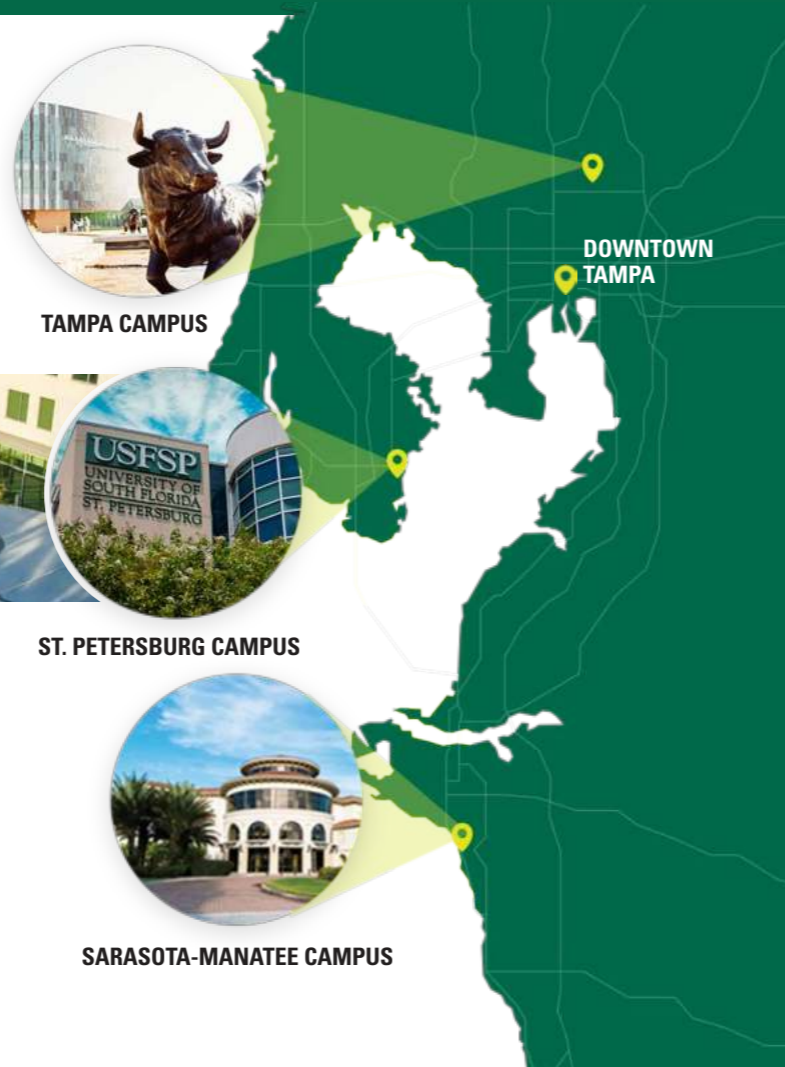 DOWNTOWN
TAMPA
TAMPA CAMPUS
USFSP
UNIVERSITY OF
SOUTH FLORIDA
ST. PETERSBURG
ST. PETERSBURG CAMPUS
SARASOTA-MANATEE CAMPUS